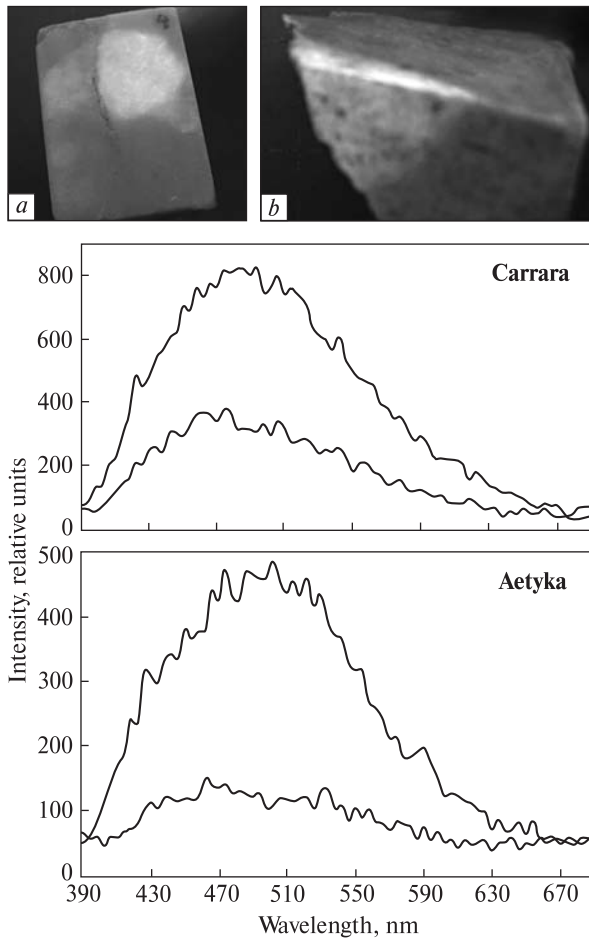 a
b
Carrara
800
600
400
200
0
Aetyka
500
400
300
200
100
0
Intensity, relative units
390 430 470 510 550 590 630 670
Wavelength, nm